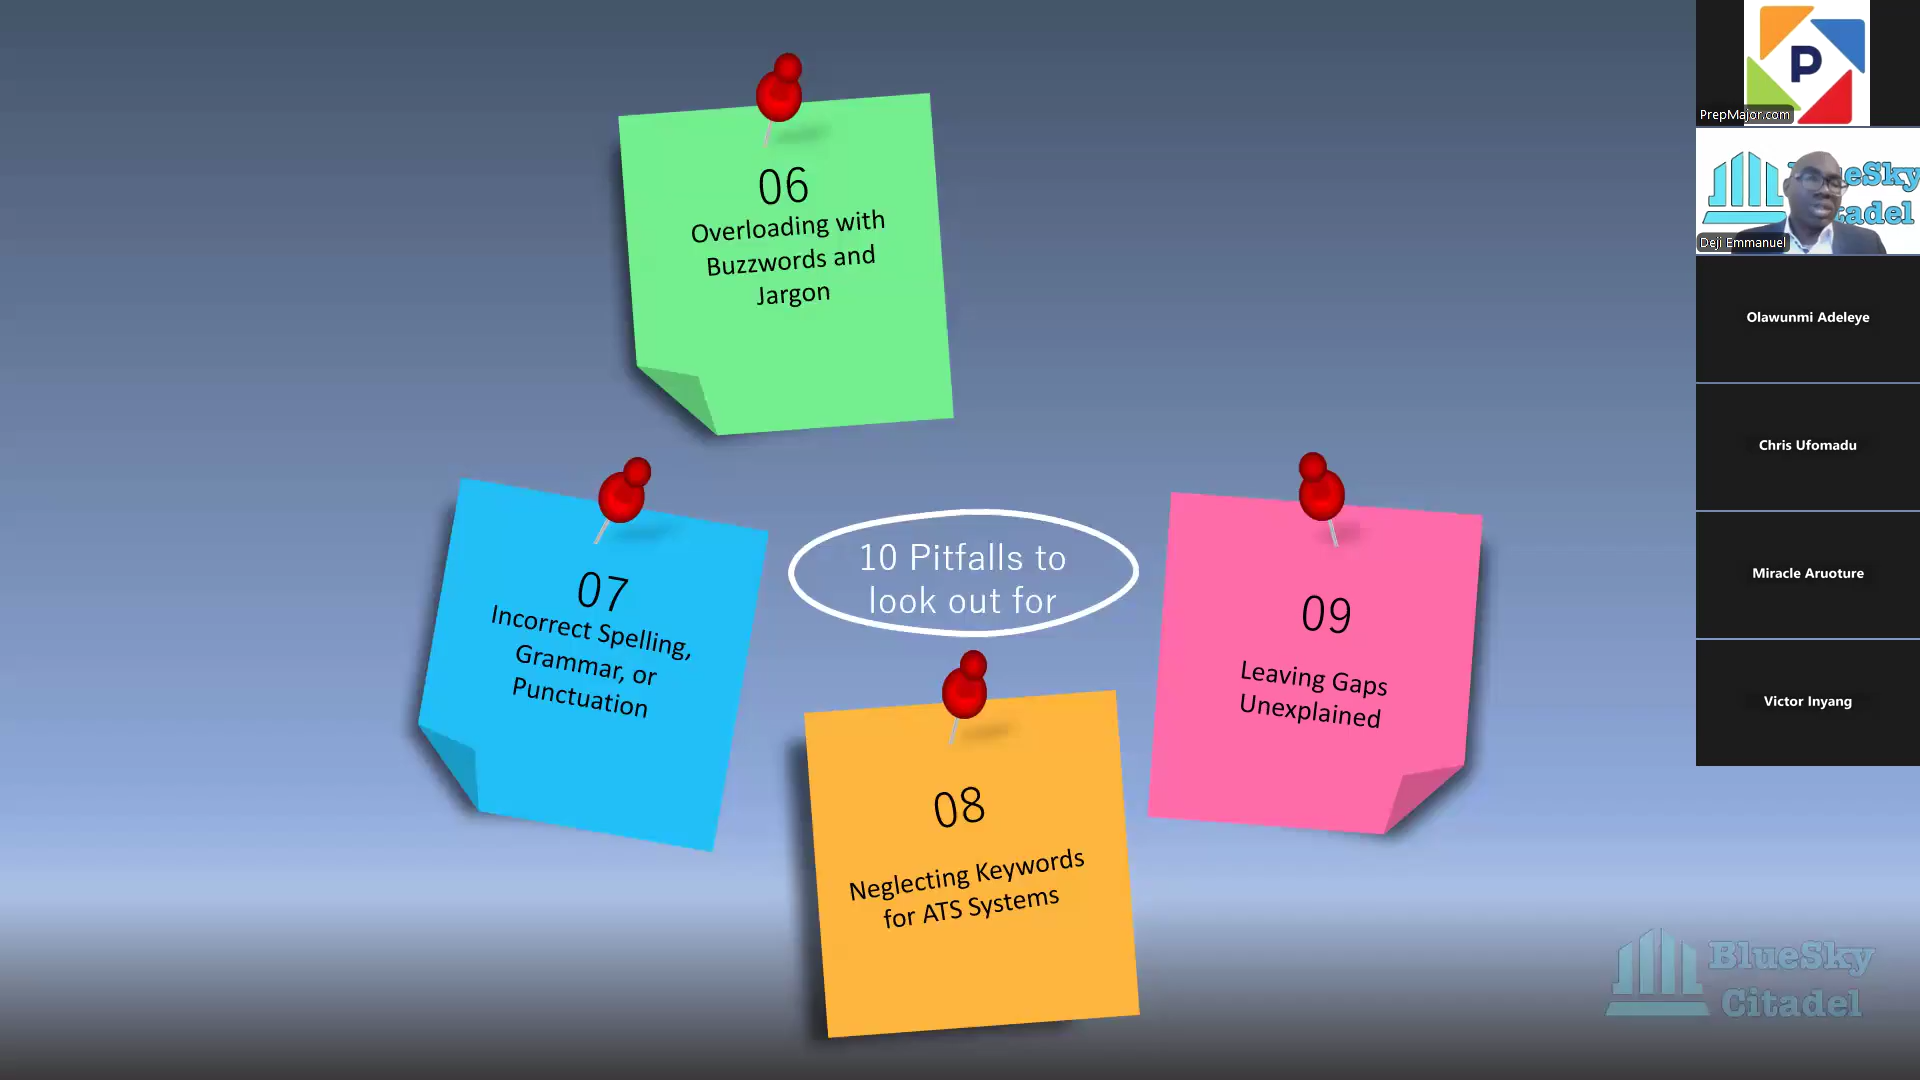 06
Overloading with
Buzzwords and
Jargon
07
Incorrect Spelling,
Grammar, or
Punctuation
10 Pitfalls to
look out for
08
Neglecting Keywords
for ATS Systems
09
Leaving Gaps
Unexplained
BlueSky
Citadel
P
PrepMajor.com
eSky
tadel
Deji Emmanuel
Olawunmi Adeleye
Chris Ufomadu
Miracle Aruoture
Victor Inyang